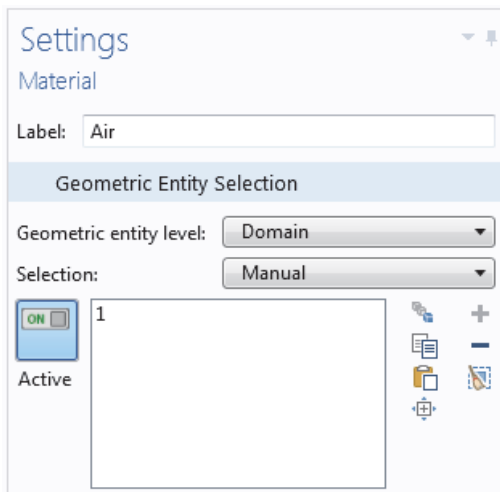 Settings
Material
Label: Air
Geometric Entity Selection
Geometric entity level: Domain
Selection: Manual
ON 1
Active